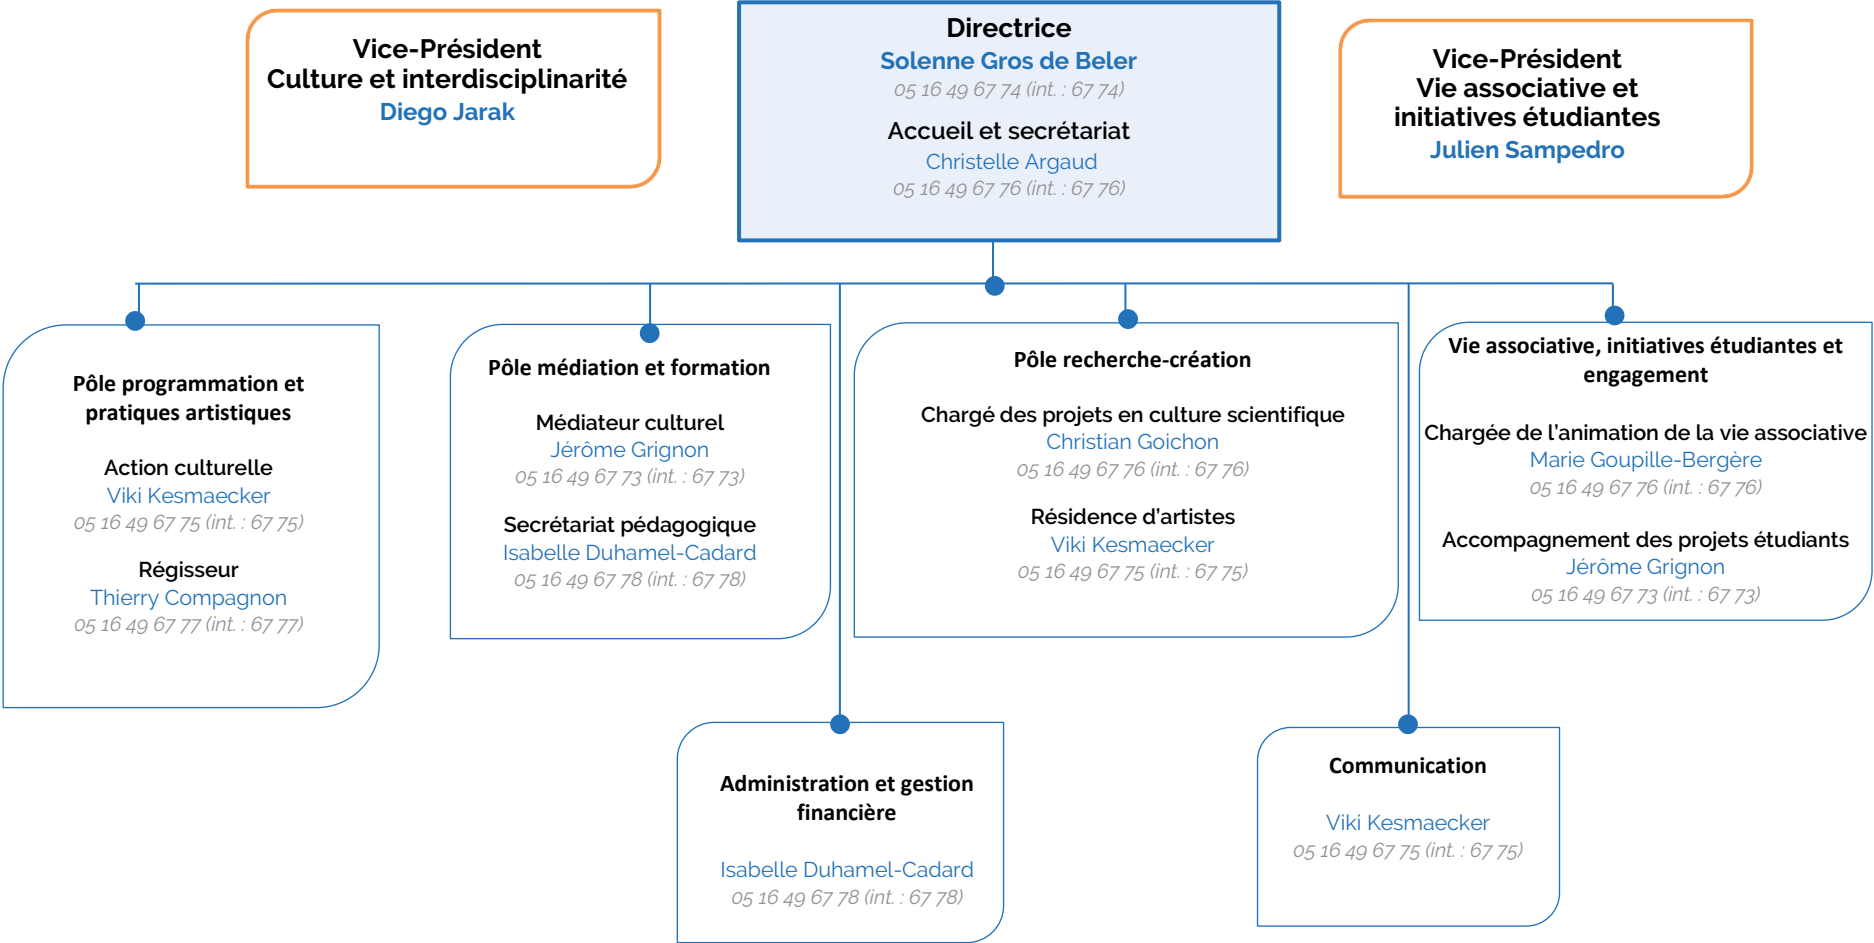 Vice-Président
Culture et interdisciplinarité
Diego Jarak
Directrice
Solenne Gros de Beler
05 16 49 67 74 (int. : 67 74)
Accueil et secrétariat
Christelle Argaud
05 16 49 67 76 (int. : 67 76)
Vice-Président
Vie associative et
initiatives étudiantes
Julien Sampedro
Pôle programmation et
pratiques artistiques
Action culturelle
Viki Kesmaecker
05 16 49 67 75 (int. : 67 75)
Régisseur
Thierry Compagnon
05 16 49 67 77 (int. : 67 77)
Pôle médiation et formation
Médiateur culturel
Jérôme Grignon
05 16 49 67 73 (int. : 67 73)
Secrétariat pédagogique
Isabelle Duhamel-Cadard
05 16 49 67 78 (int. : 67 78)
Pôle recherche-création
Chargé des projets en culture scientifique
Christian Goichon
05 16 49 67 76 (int. : 67 76)
Résidence d’artistes
Viki Kesmaecker
05 16 49 67 75 (int. : 67 75)
Vie associative, initiatives étudiantes et
engagement
Chargée de l’animation de la vie associative
Marie Goupille-Bergère
05 16 49 67 76 (int. : 67 76)
Accompagnement des projets étudiants
Jérôme Grignon
05 16 49 67 73 (int. : 67 73)
Administration et gestion
financière
Isabelle Duhamel-Cadard
05 16 49 67 78 (int. : 67 78)
Communication
Viki Kesmaecker
05 16 49 67 75 (int. : 67 75)